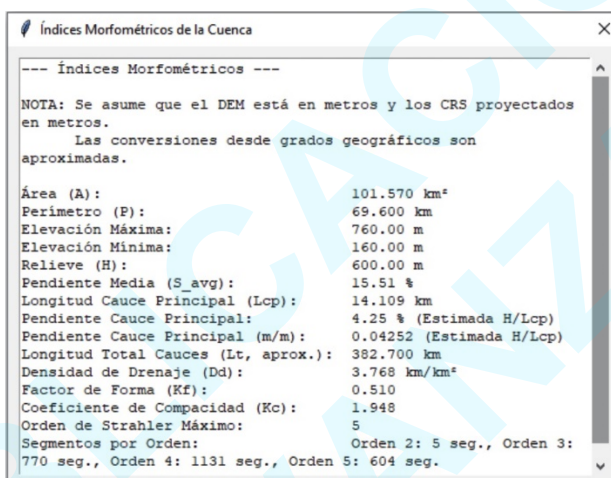 Índices Morfométricos de la Cuenca
--- Índices Morfométricos ---
NOTA: Se asume que el DEM está en metros y los CRS proyectados
en metros.
Las conversiones desde grados geográficos son
aproximadas.
Área (A): 101.570 km²
Perímetro (P): 69.600 km
Elevación Máxima: 760.00 m
Elevación Mínima: 160.00 m
Relieve (H): 600.00 m
Pendiente Media (S_avg): 15.51 %
Longitud Cauce Principal (Lcp): 14.109 km
Pendiente Cauce Principal: 4.25 % (Estimada H/Lcp)
Pendiente Cauce Principal (m/m): 0.04252 (Estimada H/Lcp)
Longitud Total Cauces (Lt, aprox.): 382.700 km
Densidad de Drenaje (Dd): 3.768 km/km²
Factor de Forma (Kf): 0.510
Coeficiente de Compacidad (Kc): 1.948
Orden de Strahler Máximo: 5
Segmentos por Orden: Orden 2: 5 seg., Orden 3:
770 seg., Orden 4: 1131 seg., Orden 5: 604 seg.